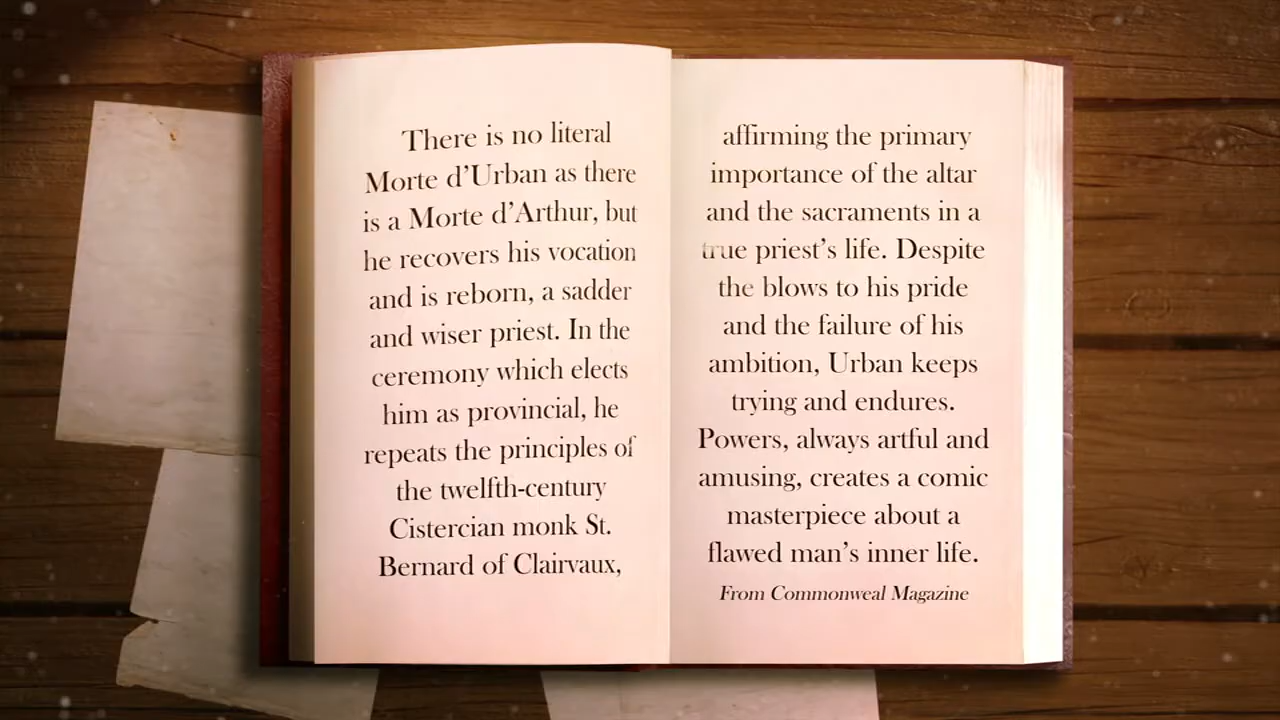 There is no literal
Morte d'Urban as there
is a Morte d'Arthur, but
he recovers his vocation
and is reborn, a sadder
and wiser priest. In the
ceremony which elects
him as provincial, he
repeats the principles of
the twelfth-century
Cistercian monk St.
Bernard of Clairvaux,
affirming the primary
importance of the altar
and the sacraments in a
true priest's life. Despite
the blows to his pride
and the failure of his
ambition, Urban keeps
trying and endures.
Powers, always artful and
amusing, creates a comic
masterpiece about a
flawed man's inner life.
From Commonweal Magazine